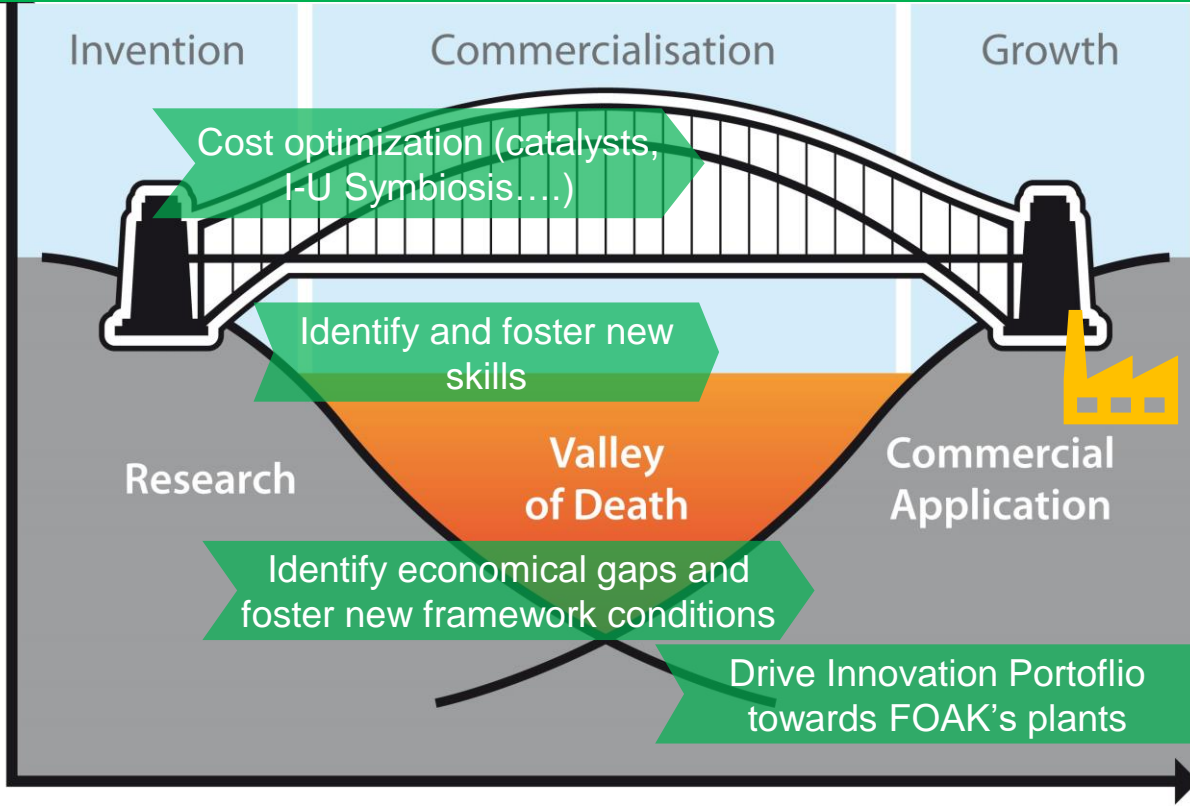 Invention
Commercialisation
Growth
Cost optimization (catalysts,
I-U Symbiosis….)
Identify and foster new
skills
Research
Valley
of Death
Commercial
Application
Identify economical gaps and
foster new framework conditions
Drive Innovation Portoflio
towards FOAK's plants